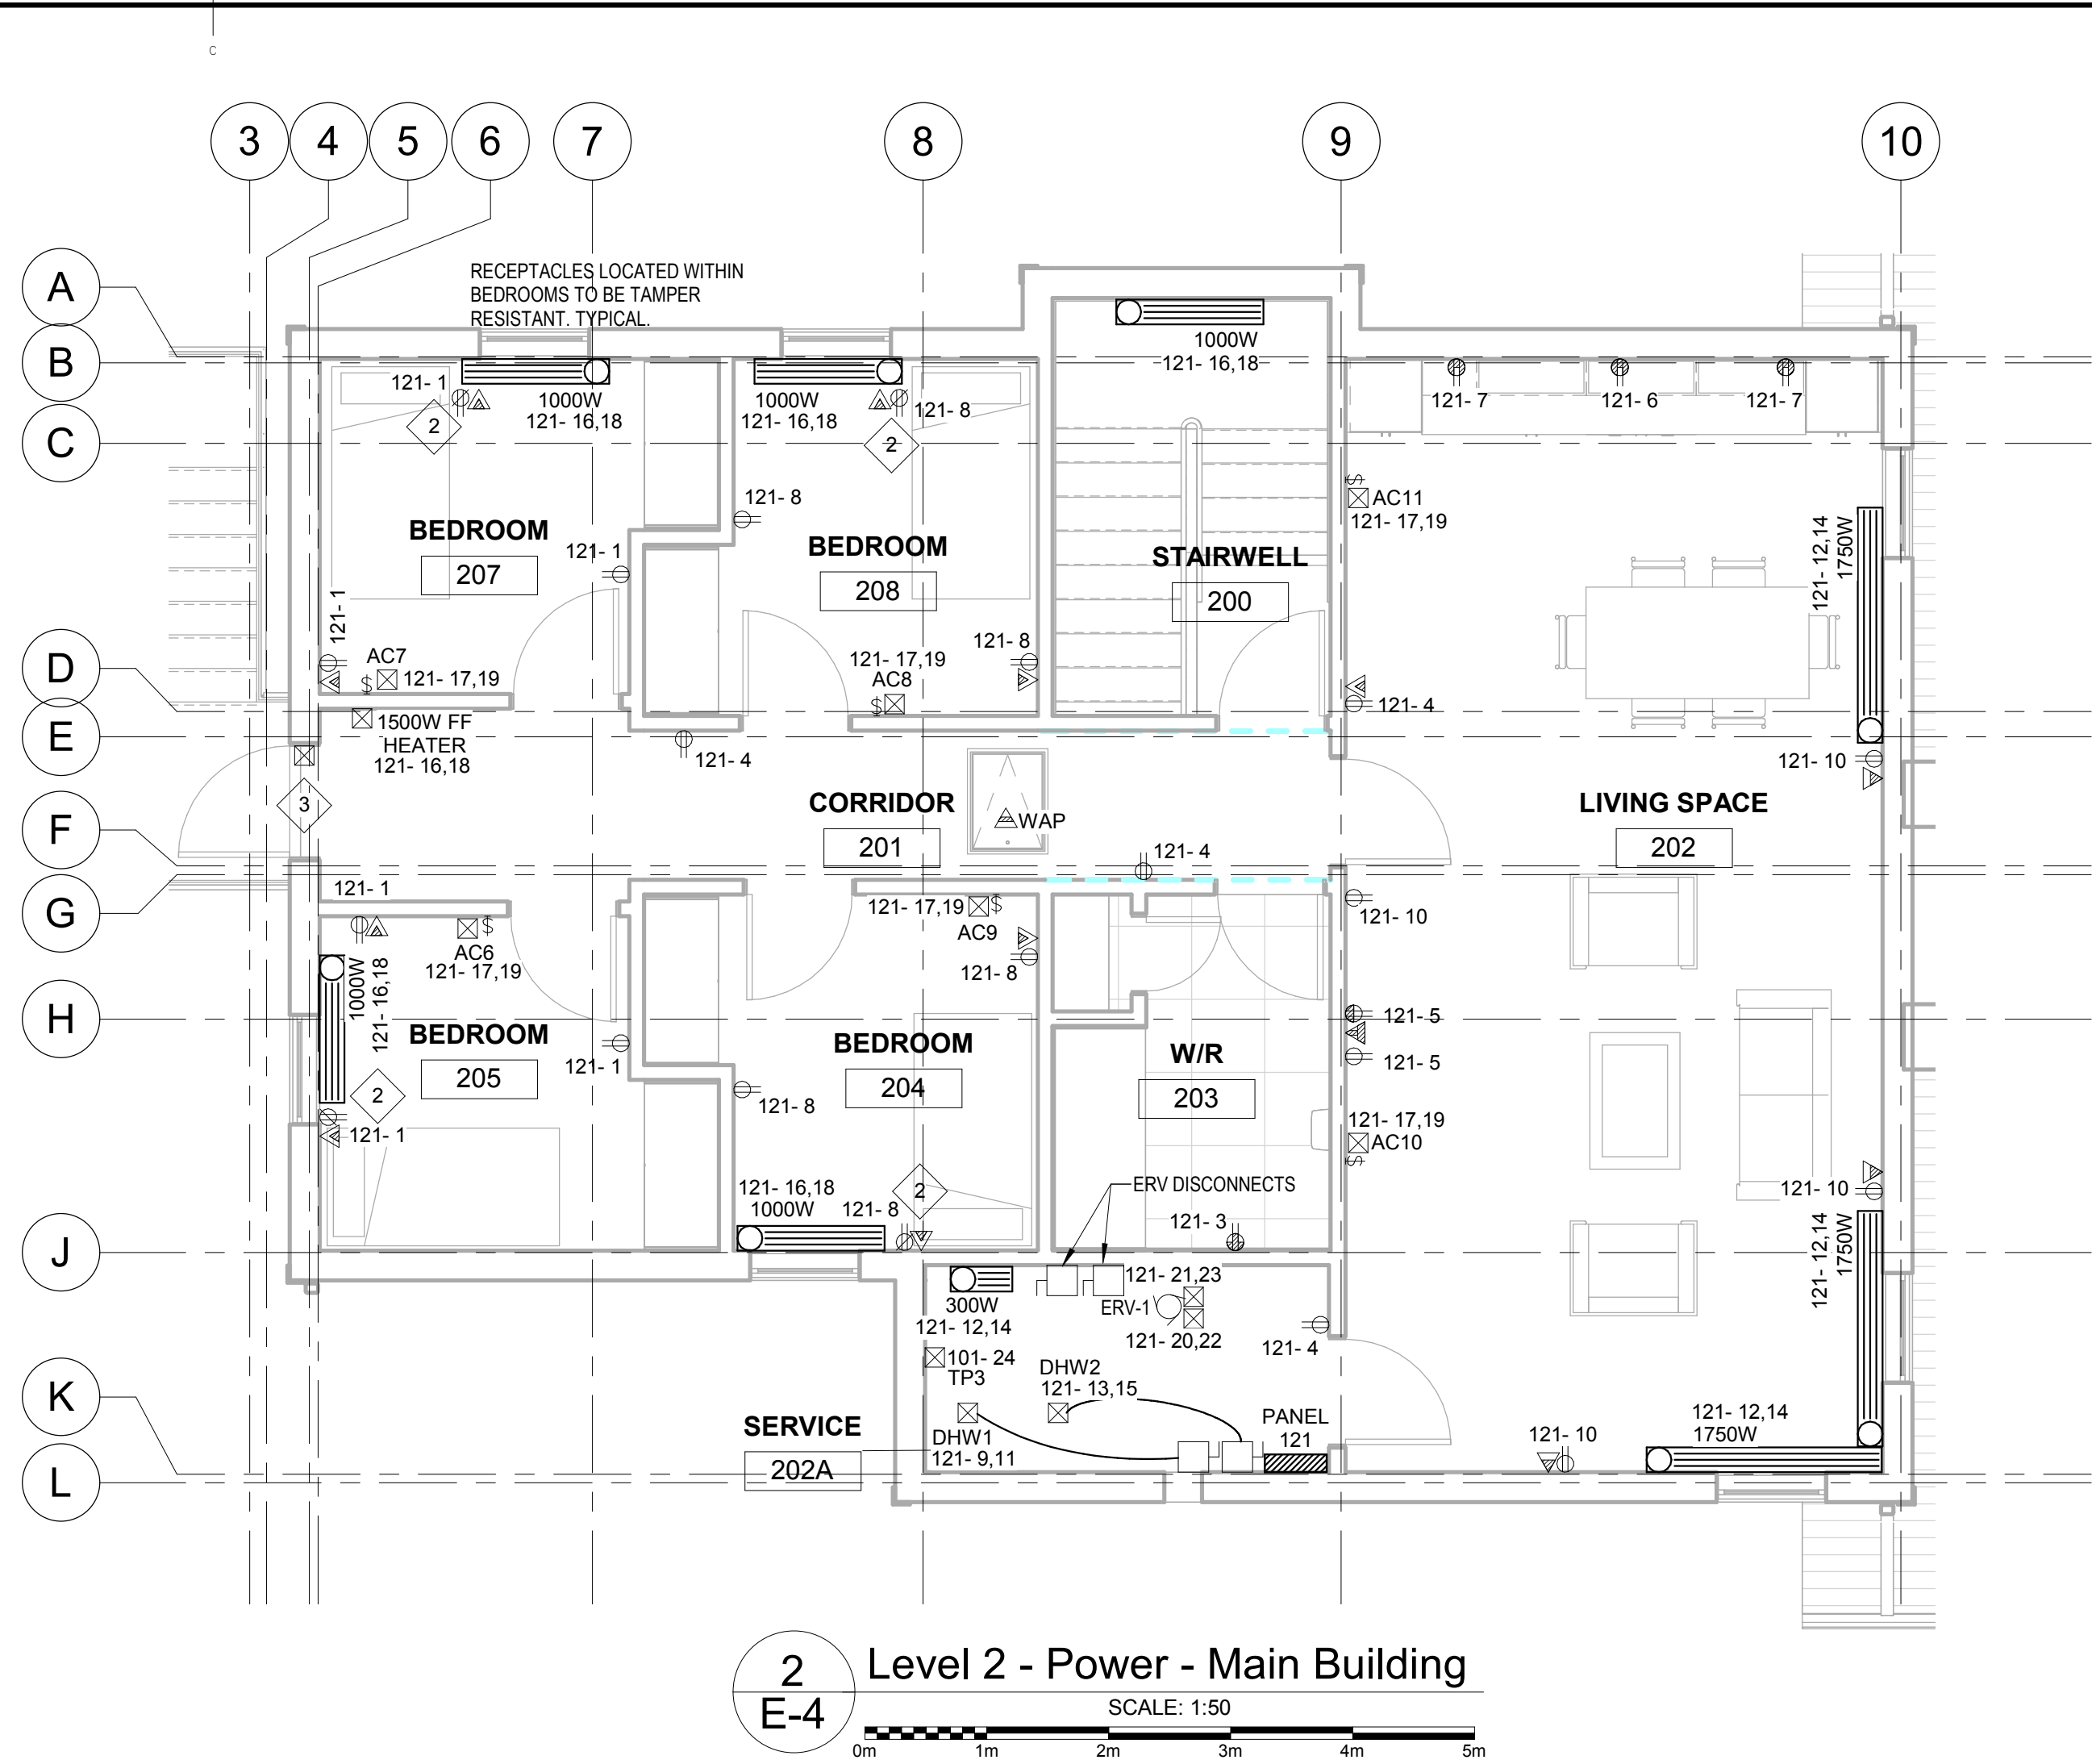 C
3 4 5 6 7 8 9 10
A
B
C
D
E
F
G
H
J
K
L
RECEPTACLES LOCATED WITHIN
BEDROOMS TO BE TAMPER
RESISTANT. TYPICAL.
121- 1
2
1000W
121- 16,18
BEDROOM
207
121- 1
121- 1
AC7
$
121- 17,19
1000W
121- 16,18
121- 8
2
121- 8
BEDROOM
208
121- 8
121- 17,19
AC8
$
1000W
121- 16,18
STAIRWELL
200
121- 7
121- 6
121- 7
$
AC11
121- 17,19
121- 12,14
1750W
121- 4
121- 10
1500W FF
HEATER
121- 16,18
3
121- 4
CORRIDOR
201
WAP
121- 4
LIVING SPACE
202
121- 1
$
AC6
121- 17,19
1000W
121- 16,18
BEDROOM
205
121- 1
2
121- 1
121- 17,19
$
AC9
121- 8
BEDROOM
204
121- 8
121- 16,18
1000W
121- 8
2
W/R
203
ERV DISCONNECTS
121- 3
121- 10
121- 5
121- 5
121- 17,19
AC10
$
121- 10
121- 12,14
1750W
300W
121- 12,14
121- 21,23
ERV-1
121- 20,22
121- 4
101- 24
TP3
DHW2
121- 13,15
SERVICE
202A
DHW1
121- 9,11
PANEL
121
121- 10
121- 12,14
1750W
2
E-4
Level 2 - Power - Main Building
SCALE: 1:50
0m 1m 2m 3m 4m 5m